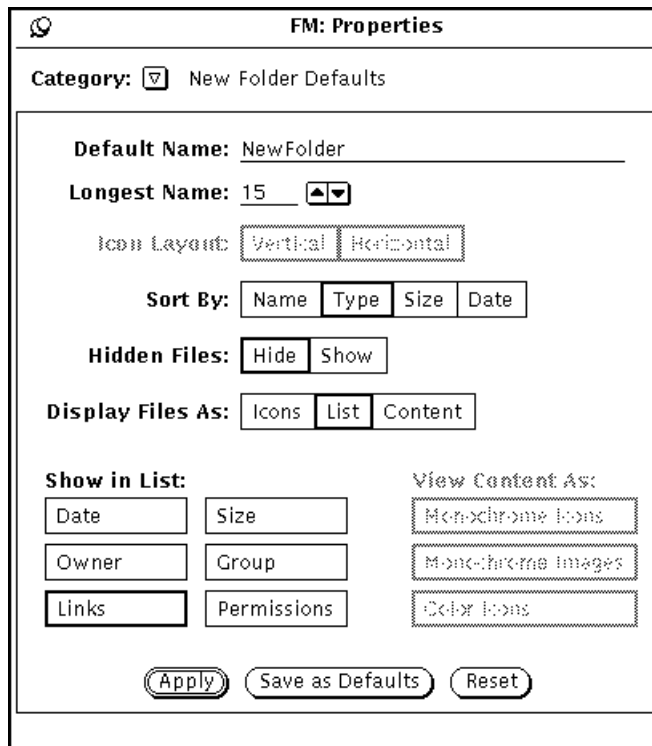 FM: Properties
Category: New Folder Defaults
Default Name: NewFolder
Longest Name: 15
Icon Layout: Vertical Horizontal
Sort By: Name Type Size Date
Hidden Files: Hide Show
Display Files As: Icons List Content
Show in List: View Content As:
Date Size Monochrome Icons
Owner Group Monochrome Images
Links Permissions Color Icons
Apply Save as Defaults Reset